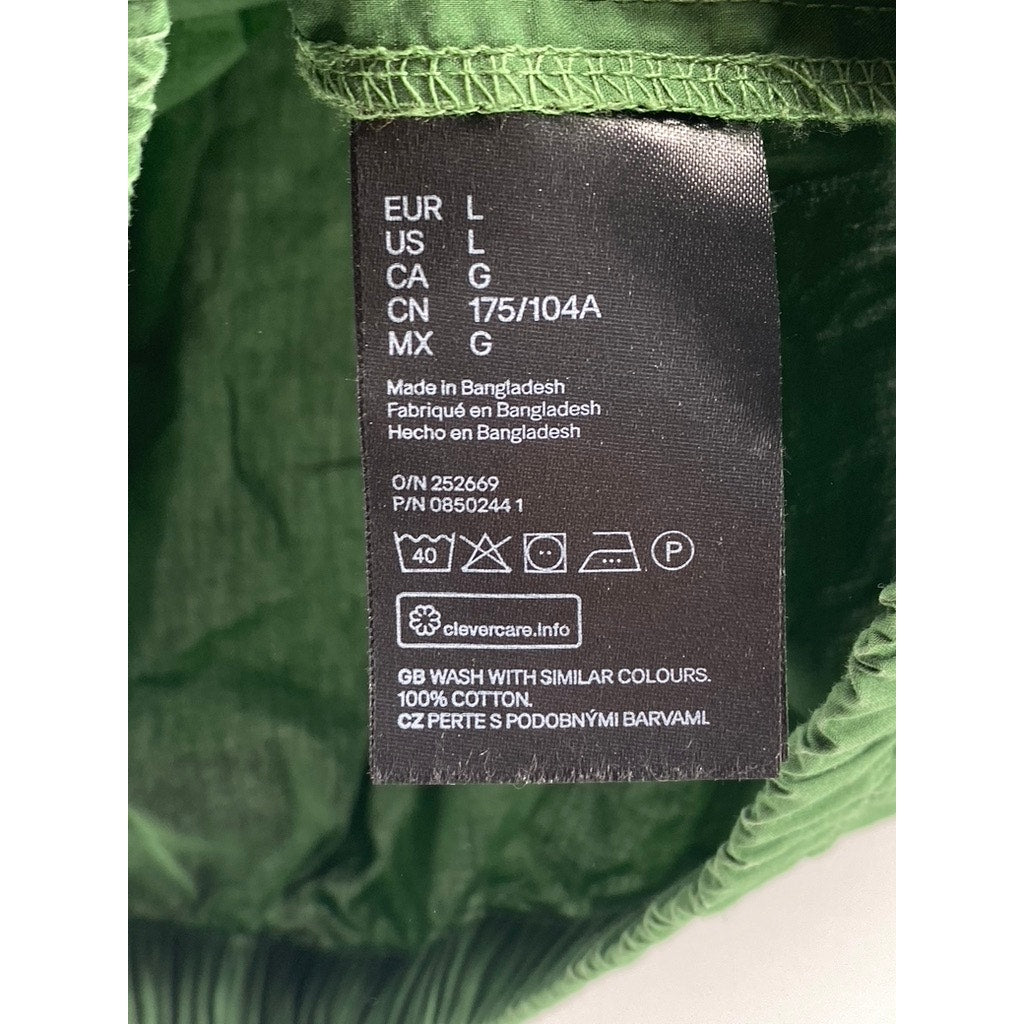 EUR L
US L
CA G
CN 175/104A
MX G
Made in Bangladesh
Fabriqué en Bangladesh
Hecho en Bangladesh
O/N 252669
P/N 0850244 1
40 P
clevercare.info
GB WASH WITH SIMILAR COLOURS.
100% COTTON.
CZ PERTE S PODOBNÝMI BARVAMI.